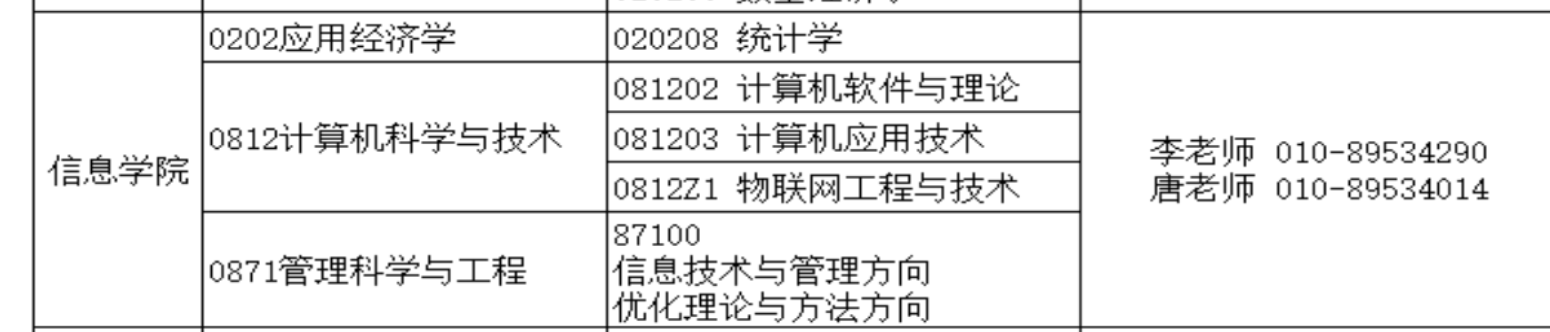 0202应用经济学
020208 统计学
信息学院
0812计算机科学与技术
081202 计算机软件与理论
081203 计算机应用技术
0812Z1 物联网工程与技术
0871管理科学与工程
87100
信息技术与管理方向
优化理论与方法方向
李老师 010-89534290
唐老师 010-89534014